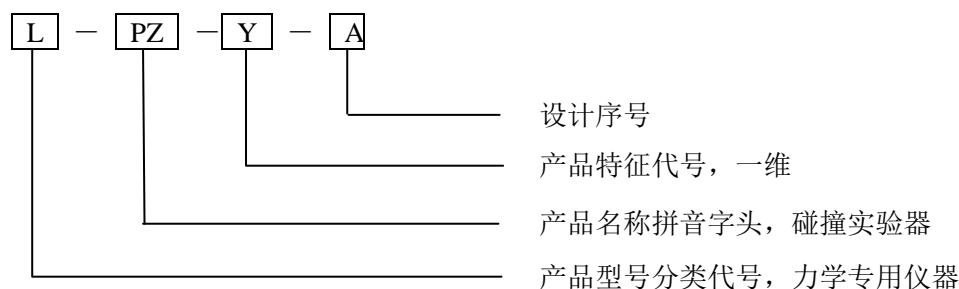 L － PZ － Y － A
设计序号
产品特征代号，一维
产品名称拼音字头，碰撞实验器
产品型号分类代号，力学专用仪器